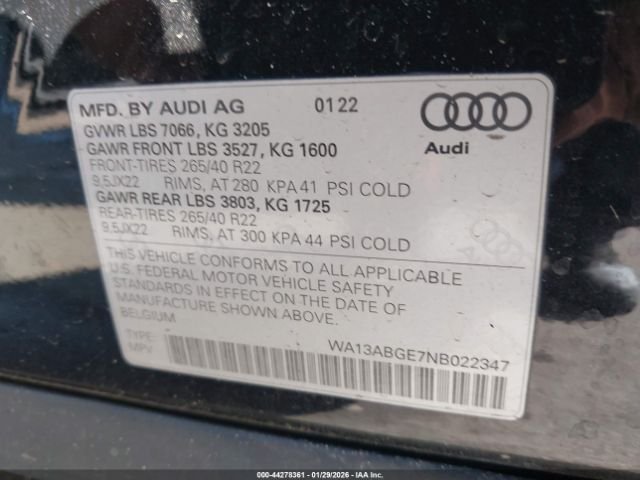 MFD. BY AUDI AG 0122
GVWR LBS 7066, KG 3205
GAWR FRONT LBS 3527, KG 1600
FRONT-TIRES 265/40 R22
9.5JX22 RIMS, AT 280 KPA 41 PSI COLD
GAWR REAR LBS 3803, KG 1725
REAR-TIRES 265/40 R22
9.5JX22 RIMS, AT 300 KPA 44 PSI COLD
Audi
THIS VEHICLE CONFORMS TO ALL APPLICABLE
U.S. FEDERAL MOTOR VEHICLE SAFETY
STANDARDS IN EFFECT ON THE DATE OF
MANUFACTURE SHOWN ABOVE.
BELGIUM
TYPE:
MPV
WA13ABGE7NB022347
000-44278361 | 01/29/2026 - IAAI.COM